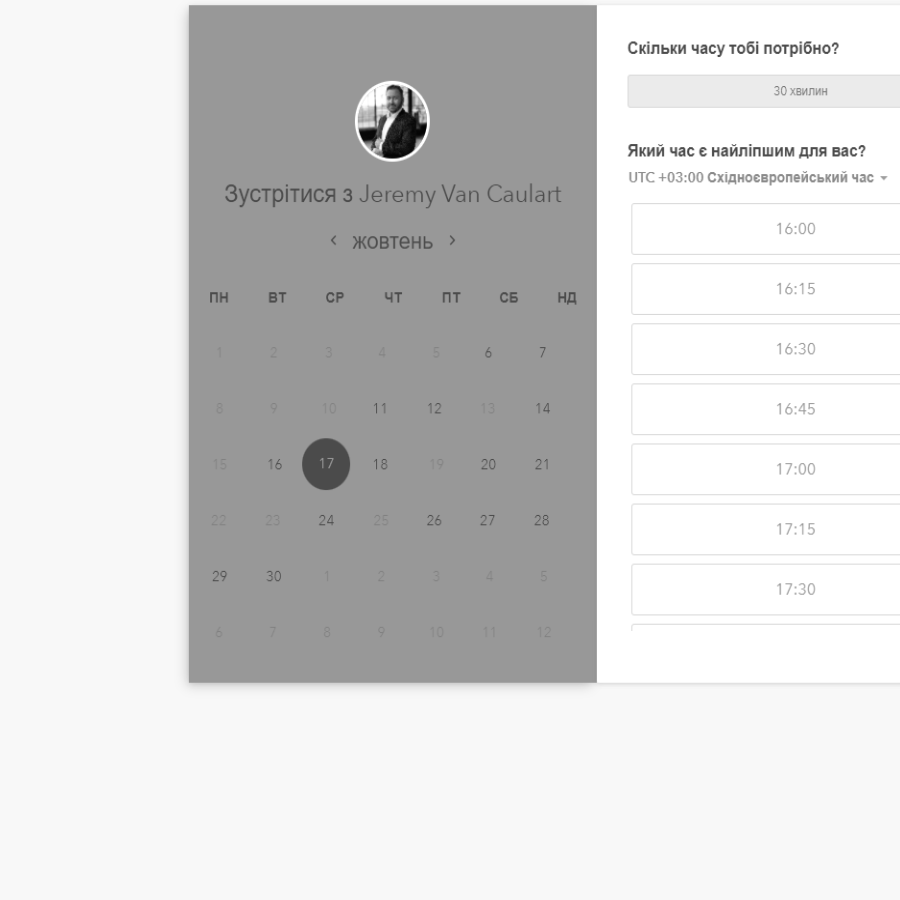 Зустрітися з Jeremy Van Caulart
жовтень
ПН ВТ СР ЧТ ПТ СБ НД
1 2 3 4 5 6 7
8 9 10 11 12 13 14
15 16 17 18 19 20 21
22 23 24 25 26 27 28
29 30 1 2 3 4 5
6 7 8 9 10 11 12
Скільки часу тобі потрібно?
30 хвилин
Який час є найліпшим для вас?
UTC +03:00 Східноєвропейський час
16:00
16:15
16:30
16:45
17:00
17:15
17:30